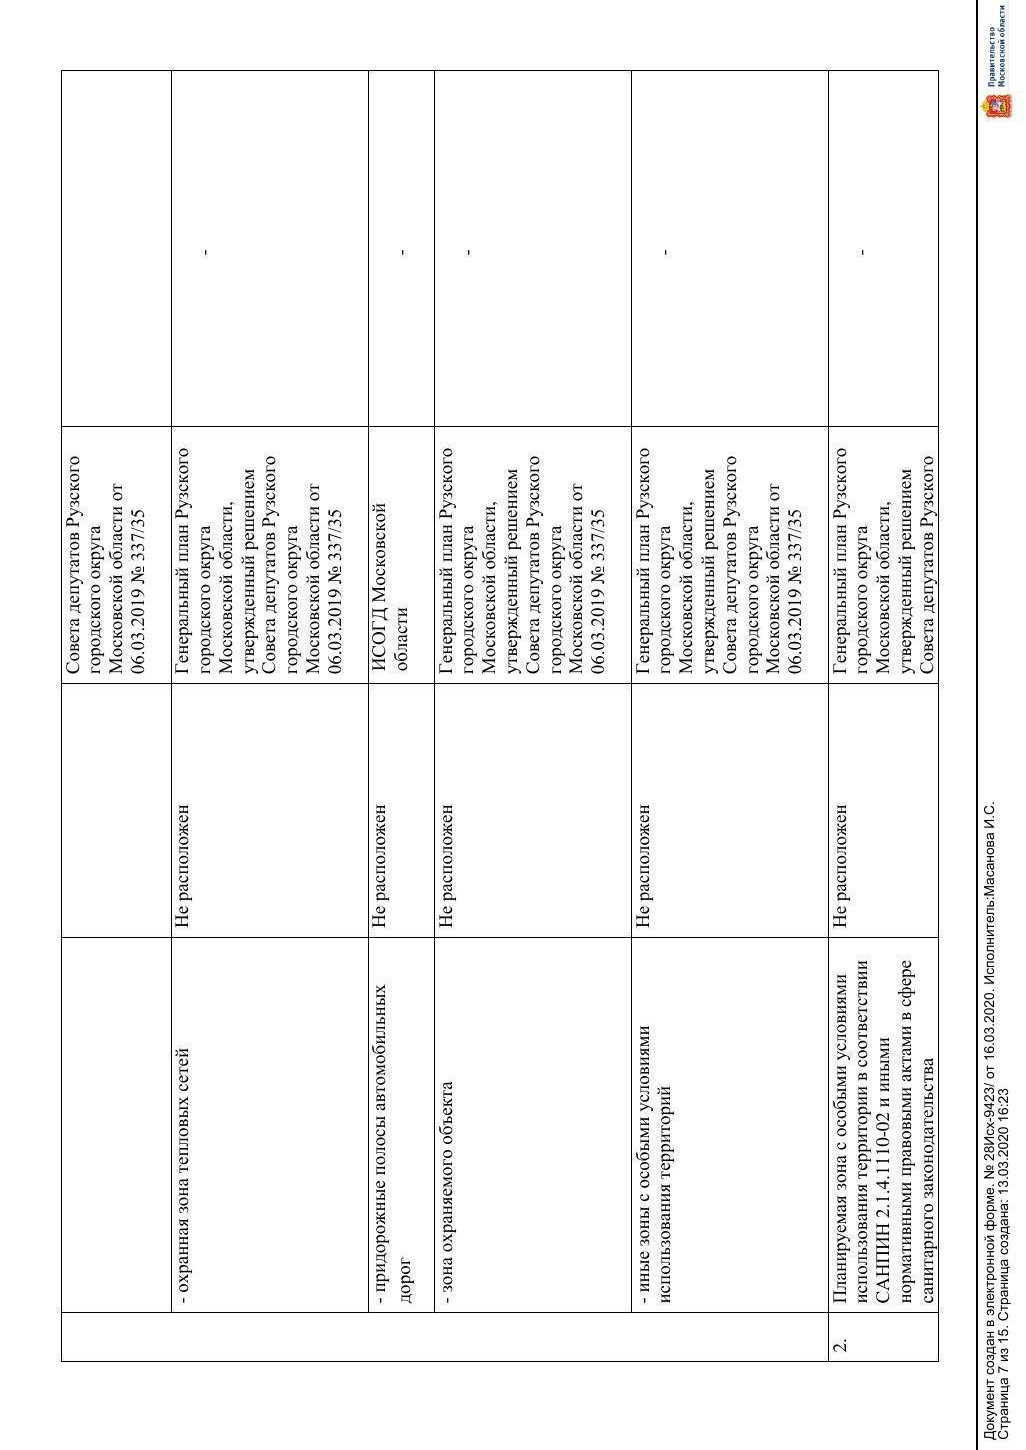 Совета депутатов Рузского
городского округа
Московской области от
06.03.2019 № 337/35
- охранная зона тепловых сетей
Не расположен
Генеральный план Рузского
городского округа
Московской области,
утвержденный решением
Совета депутатов Рузского
городского округа
Московской области от
06.03.2019 № 337/35
-
- придорожные полосы автомобильных
дорог
Не расположен
ИСОГД Московской
области
-
- зона охраняемого объекта
Не расположен
Генеральный план Рузского
городского округа
Московской области,
утвержденный решением
Совета депутатов Рузского
городского округа
Московской области от
06.03.2019 № 337/35
-
- иные зоны с особыми условиями
использования территорий
Не расположен
Генеральный план Рузского
городского округа
Московской области,
утвержденный решением
Совета депутатов Рузского
городского округа
Московской области от
06.03.2019 № 337/35
-
2.
Планируемая зона с особыми условиями
использования территории в соответствии
САНПИН 2.1.4.1110-02 и иными
нормативными правовыми актами в сфере
санитарного законодательства
Не расположен
Генеральный план Рузского
городского округа
Московской области,
утвержденный решением
Совета депутатов Рузского
-
Документ создан в электронной форме. № 28Исх-9423/ от 16.03.2020. Исполнитель:Масанова И.С.
Страница 7 из 15. Страница создана: 13.03.2020 16:23
Правительство
Московской области